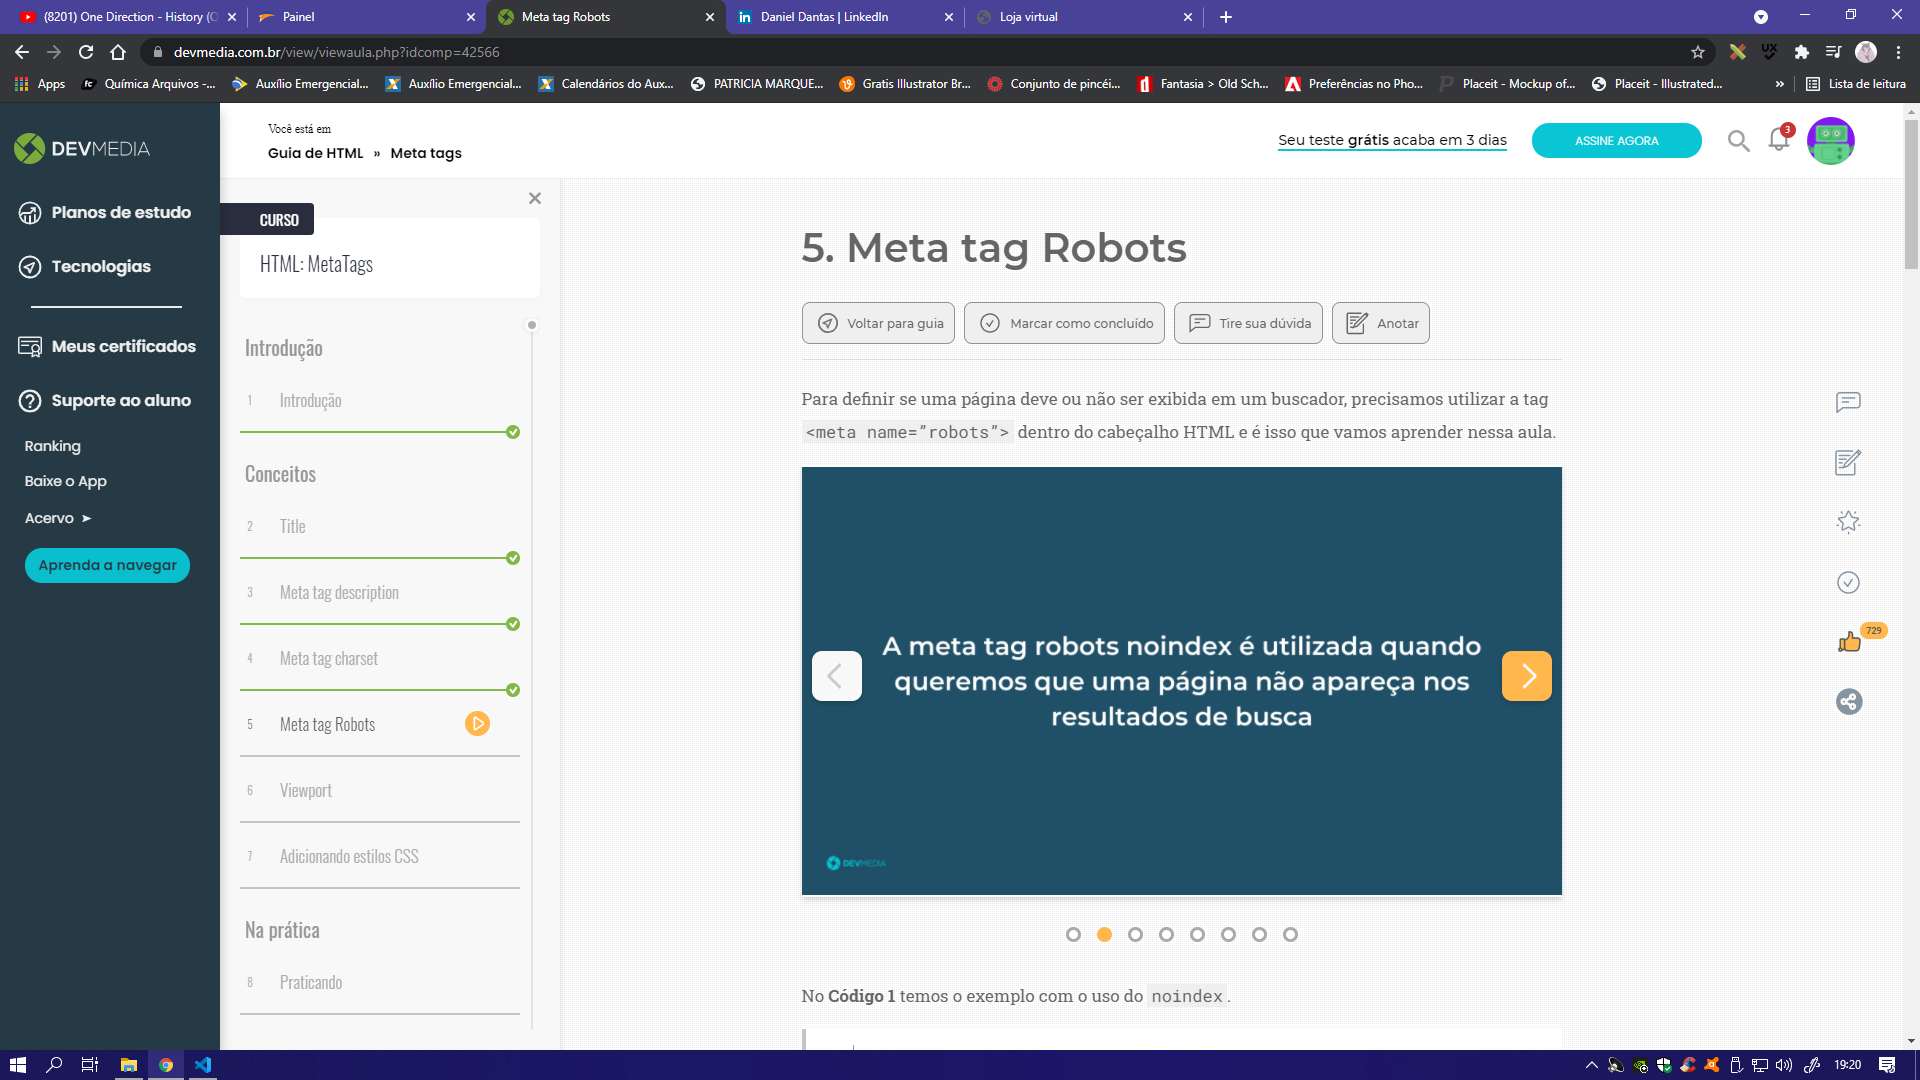 (8201) One Direction - History (O
Painel
Meta tag Robots
Daniel Dantas | LinkedIn
Loja virtual
devmedia.com.br/view/viewaula.php?idcomp=42566
Apps
Química Arquivos -...
Auxílio Emergencial...
Auxílio Emergencial...
Calendários do Aux...
PATRICIA MARQUE...
Gratis Illustrator Br...
Conjunto de pincéi...
Fantasia > Old Sch...
Preferências no Pho...
Placeit - Mockup of...
Placeit - Illustrated...
»
Lista de leitura
DEVMEDIA
Planos de estudo
Tecnologias
Meus certificados
Suporte ao aluno
Ranking
Baixe o App
Acervo ➤
Aprenda a navegar
Você está em
Guia de HTML » Meta tags
Seu teste grátis acaba em 3 dias
ASSINE AGORA
3
CURSO
HTML: MetaTags
Introdução
1 Introdução
Conceitos
2 Title
3 Meta tag description
4 Meta tag charset
5 Meta tag Robots
6 Viewport
7 Adicionando estilos CSS
Na prática
8 Praticando
5. Meta tag Robots
Voltar para guia
Marcar como concluído
Tire sua dúvida
Anotar
Para definir se uma página deve ou não ser exibida em um buscador, precisamos utilizar a tag
<meta name=”robots”> dentro do cabeçalho HTML e é isso que vamos aprender nessa aula.
A meta tag robots noindex é utilizada quando
queremos que uma página não apareça nos
resultados de busca
DEVMEDIA
No Código 1 temos o exemplo com o uso do noindex.
729
19:20